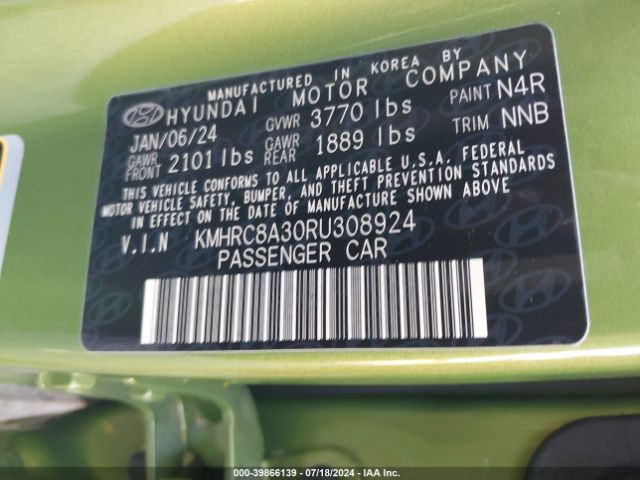 MANUFACTURED IN KOREA BY
HYUNDAI MOTOR COMPANY
JAN/06/24 GVWR 3770 lbs PAINT N4R
GAWR FRONT 2101 lbs GAWR REAR 1889 lbs TRIM NNB
THIS VEHICLE CONFORMS TO ALL APPLICABLE U.S.A. FEDERAL
MOTOR VEHICLE SAFETY, BUMPER, AND THEFT PREVENTION STANDARDS
IN EFFECT ON THE DATE OF MANUFACTURE SHOWN ABOVE
V.I.N KMHRC8A30RU308924
PASSENGER CAR
000-39866139 - 07/18/2024 - IAA Inc.